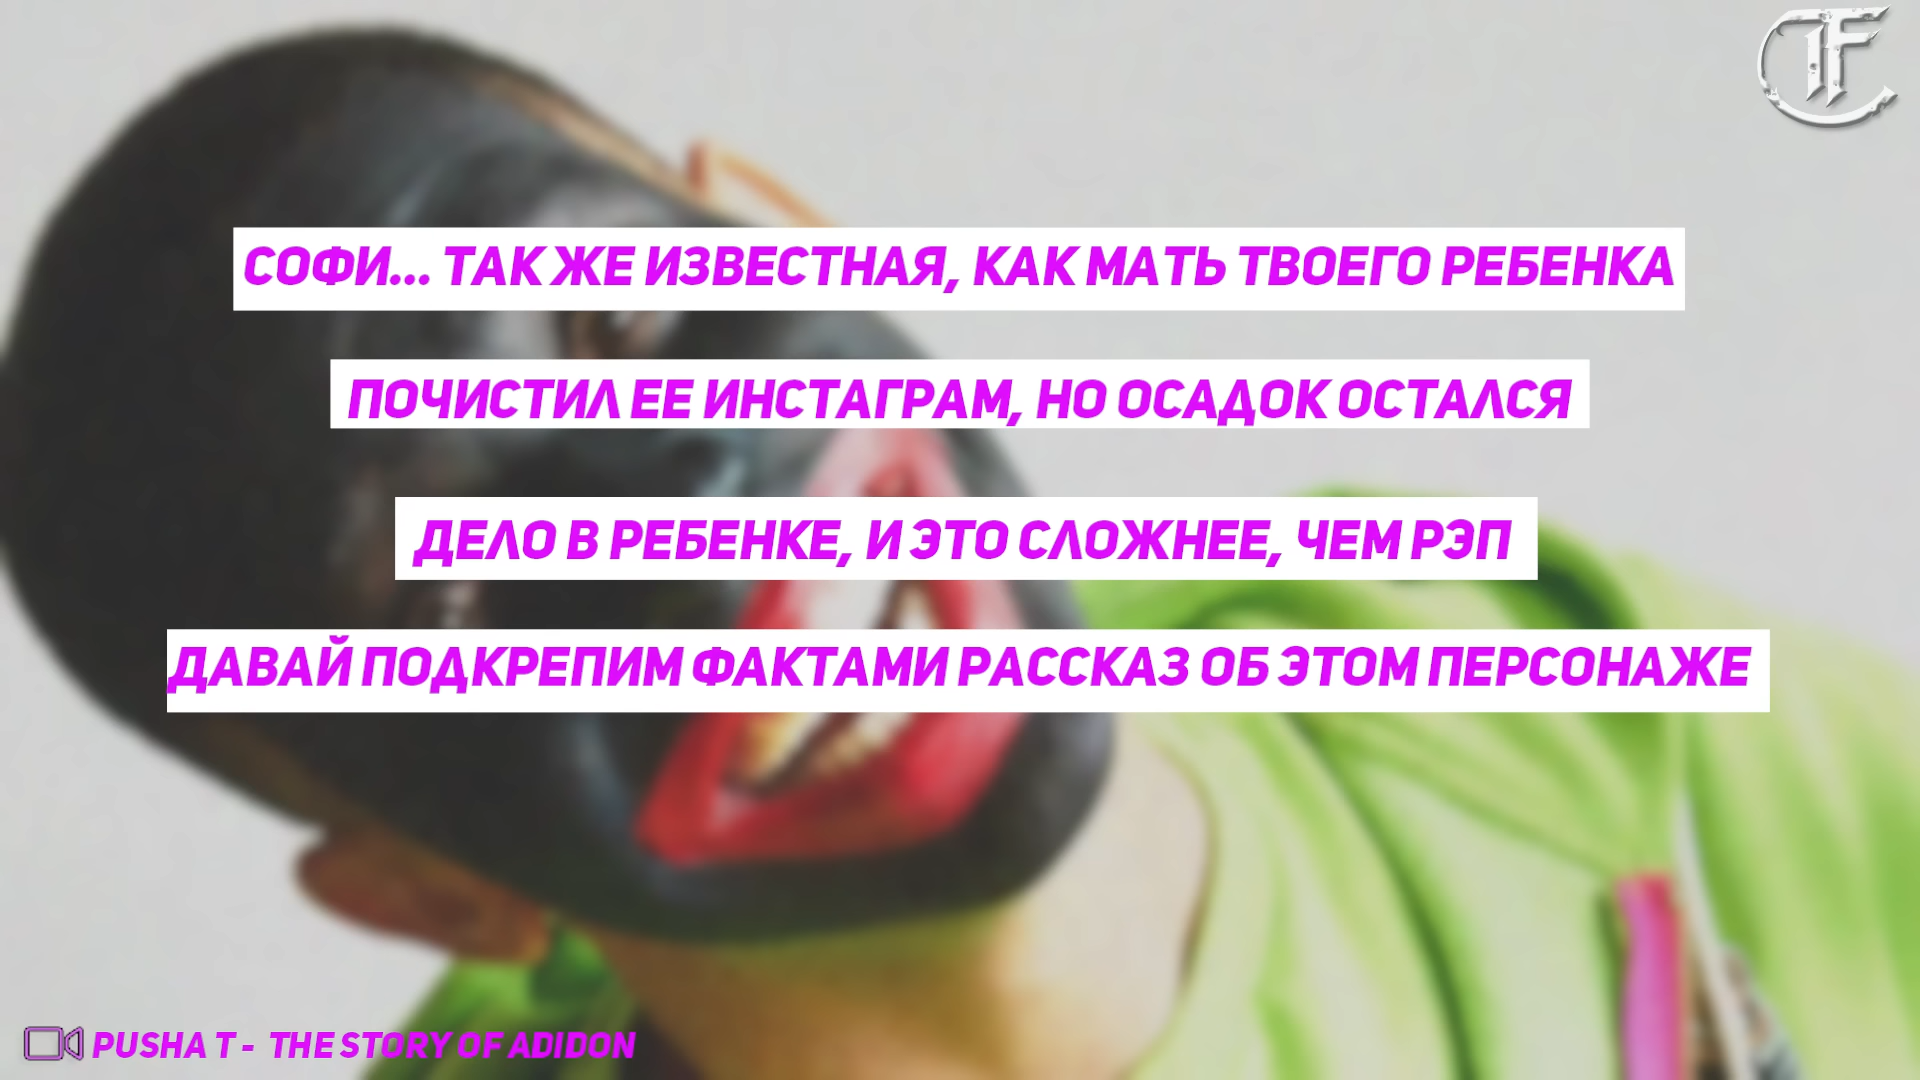 СОФИ... ТАК ЖЕ ИЗВЕСТНАЯ, КАК МАТЬ ТВОЕГО РЕБЕНКА
ПОЧИСТИЛ ЕЕ ИНСТАГРАМ, НО ОСАДОК ОСТАЛСЯ
ДЕЛО В РЕБЕНКЕ, И ЭТО СЛОЖНЕЕ, ЧЕМ РЭП
ДАВАЙ ПОДКРЕПИМ ФАКТАМИ РАССКАЗ ОБ ЭТОМ ПЕРСОНАЖЕ
PUSHA T - THE STORY OF ADIDON